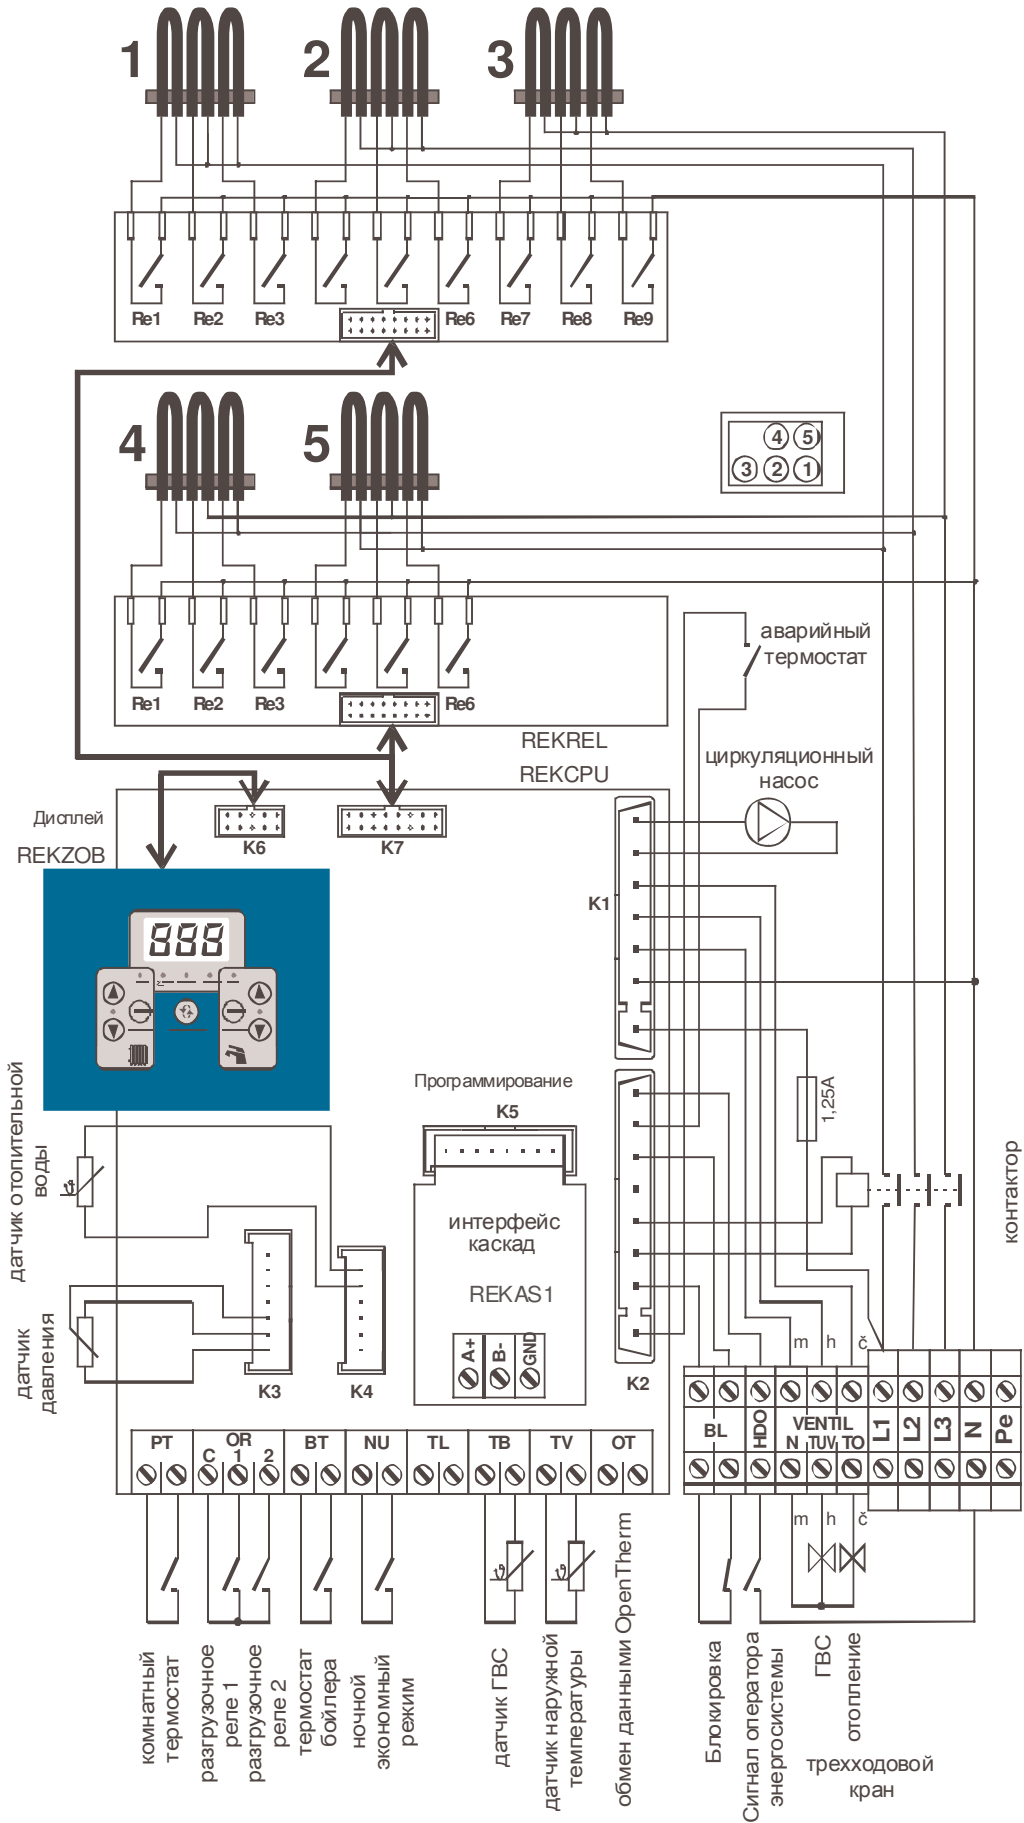 1
2
3
Re1
Re2
Re3
Re6
Re7
Re8
Re9
4
5
4
5
3
2
1
Re1
Re2
Re3
Re6
аварийный
термостат
REKREL
REKCPU
циркуляционный
насос
Дисплей
REKZOB
K6
K7
K1
888
датчик отопительной
воды
Программирование
K5
1,25A
контактор
интерфейс
каскад
REKAS1
датчик
давления
A+
B-
GND
K3
K4
K2
m
h
č
PT
OR
C
1
2
BT
NU
TL
TB
TV
OT
BL
HDO
VENTIL
N
TUV
TO
L1
L2
L3
N
Pe
m
h
č
комнатный
термостат
разгрузочное
реле 1
разгрузочное
реле 2
термостат
бойлера
ночной
экономный
режим
датчик ГВС
датчик наружной
температуры
обмен данными OpenTherm
Блокировка
Сигнал оператора
энергосистемы
ГВС
отопление
трехходовой
кран